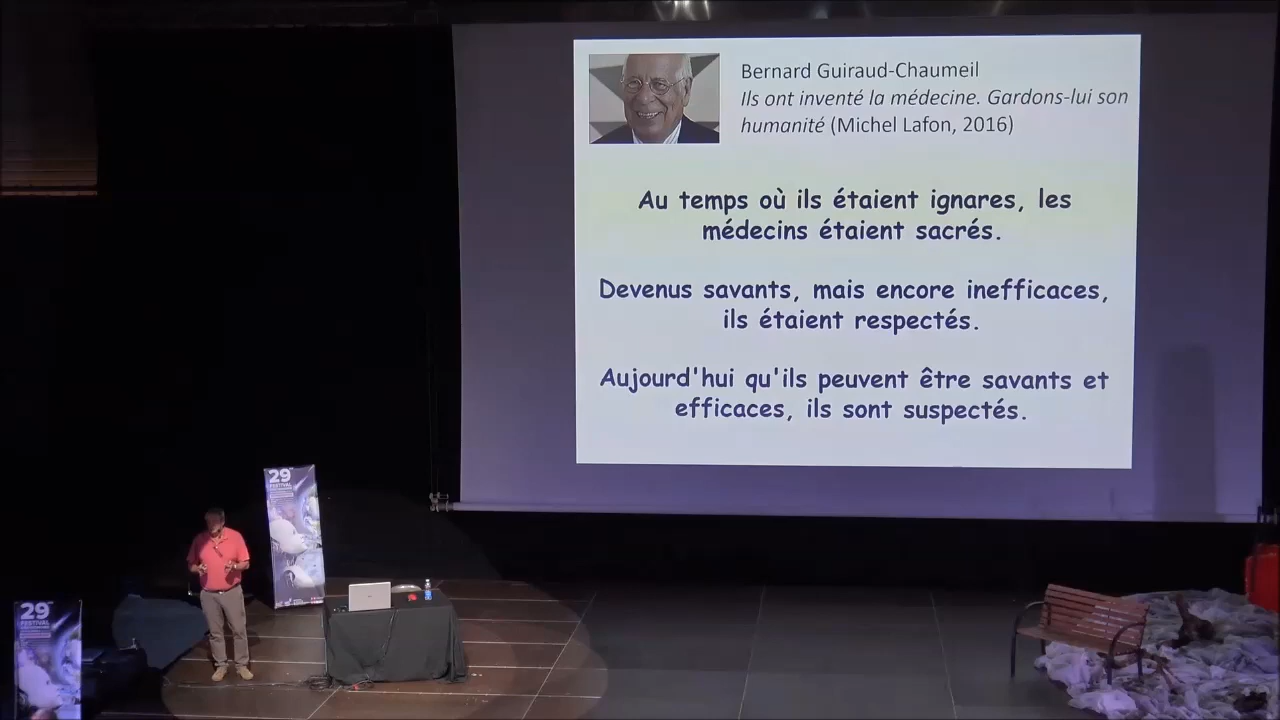 Bernard Guiraud-Chaumeil
Ils ont inventé la médecine. Gardons-lui son
humanité (Michel Lafon, 2016)
Au temps où ils étaient ignares, les
médecins étaient sacrés.
Devenus savants, mais encore inefficaces,
ils étaient respectés.
Aujourd'hui qu'ils peuvent être savants et
efficaces, ils sont suspectés.
29
FESTIVAL
29